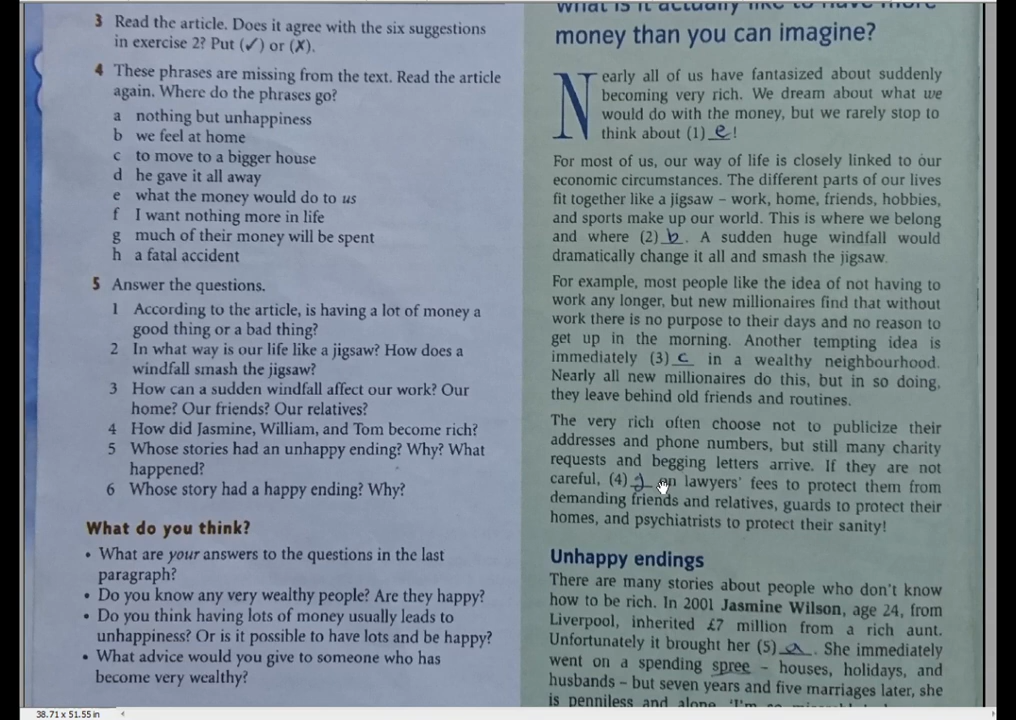 3 Read the article. Does it agree with the six suggestions
in exercise 2? Put (✓) or (✗).
4 These phrases are missing from the text. Read the article
again. Where do the phrases go?
a nothing but unhappiness
b we feel at home
c to move to a bigger house
d he gave it all away
e what the money would do to us
f I want nothing more in life
g much of their money will be spent
h a fatal accident
5 Answer the questions.
1 According to the article, is having a lot of money a
good thing or a bad thing?
2 In what way is our life like a jigsaw? How does a
windfall smash the jigsaw?
3 How can a sudden windfall affect our work? Our
home? Our friends? Our relatives?
4 How did Jasmine, William, and Tom become rich?
5 Whose stories had an unhappy ending? Why? What
happened?
6 Whose story had a happy ending? Why?
What do you think?
• What are your answers to the questions in the last
paragraph?
• Do you know any very wealthy people? Are they happy?
• Do you think having lots of money usually leads to
unhappiness? Or is it possible to have lots and be happy?
• What advice would you give to someone who has
become very wealthy?
What is it actually like to have more
money than you can imagine?
Nearly all of us have fantasized about suddenly
becoming very rich. We dream about what we
would do with the money, but we rarely stop to
think about (1) e !
For most of us, our way of life is closely linked to our
economic circumstances. The different parts of our lives
fit together like a jigsaw – work, home, friends, hobbies,
and sports make up our world. This is where we belong
and where (2) b . A sudden huge windfall would
dramatically change it all and smash the jigsaw.
For example, most people like the idea of not having to
work any longer, but new millionaires find that without
work there is no purpose to their days and no reason to
get up in the morning. Another tempting idea is
immediately (3) c in a wealthy neighbourhood.
Nearly all new millionaires do this, but in so doing,
they leave behind old friends and routines.
The very rich often choose not to publicize their
addresses and phone numbers, but still many charity
requests and begging letters arrive. If they are not
careful, (4) g on lawyers' fees to protect them from
demanding friends and relatives, guards to protect their
homes, and psychiatrists to protect their sanity!
Unhappy endings
There are many stories about people who don't know
how to be rich. In 2001 Jasmine Wilson, age 24, from
Liverpool, inherited £7 million from a rich aunt.
Unfortunately it brought her (5) a . She immediately
went on a spending spree – houses, holidays, and
husbands – but seven years and five marriages later, she
is penniless and alone. 'I'm so
38.71 x 51.55 in